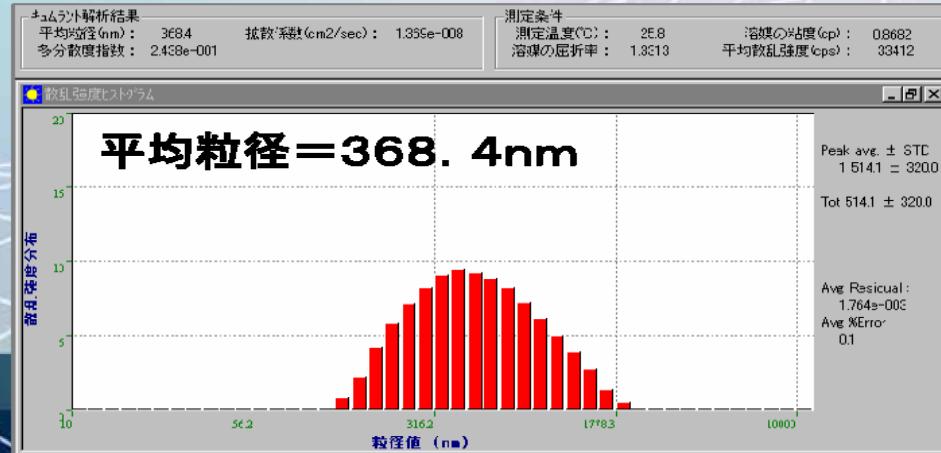 キュムラント解析結果
平均粒径(nm)： 368.4
拡散係数(cm2/sec)： 1.359e-008
多分散度指数： 2.438e-001
測定条件
測定温度(℃)： 25.8
溶媒の粘度(cp)： 0.8682
溶媒の屈折率： 1.3313
平均散乱強度(cps)： 33412
散乱強度ヒストグラム
平均粒径＝368. 4nm
Peak avg. ± STD
1 514.1 ± 320.0
Tot 514.1 ± 320.0
Avg Residual :
1.764e-003
Avg %Error
0.1
散乱強度分布
20
15
10
5
10
56.2
316.2
1778.3
10000
粒径値 (nm)